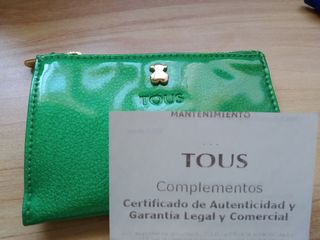 TOUS
MANTENIMIENTO
TOUS
Complementos
Certificado de Autenticidad y
Garantía Legal y Comercial